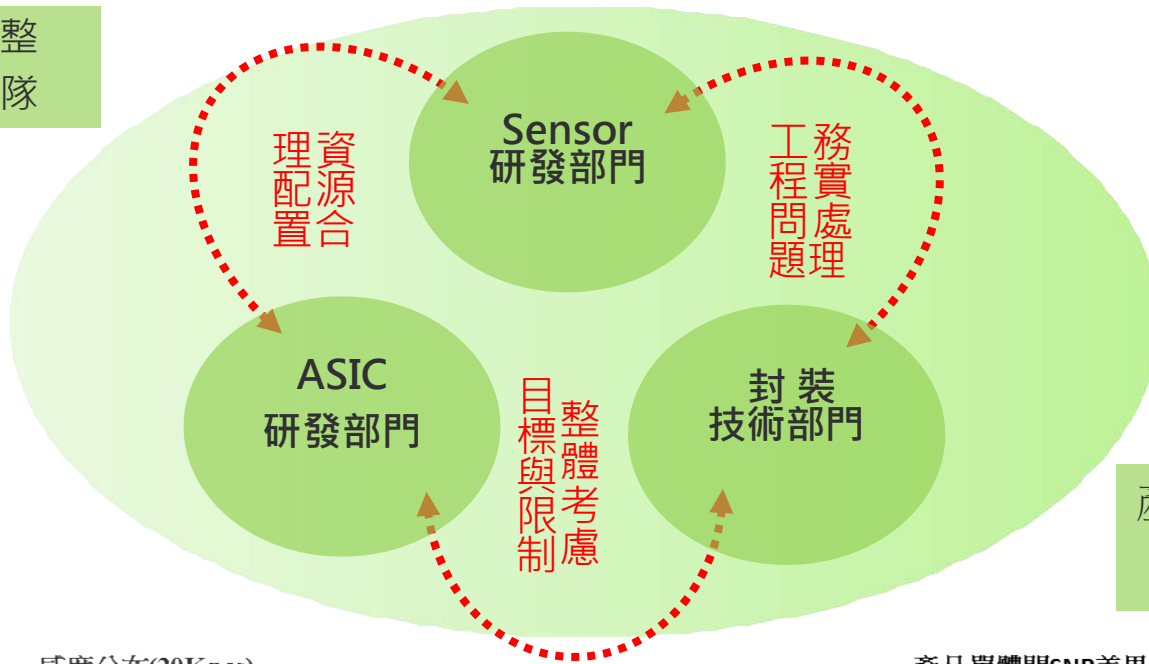 整
隊
Sensor
研發部門
資源合
理配置
務實處理
工程問題
ASIC
研發部門
整體考慮
目標與限制
封 裝
技術部門